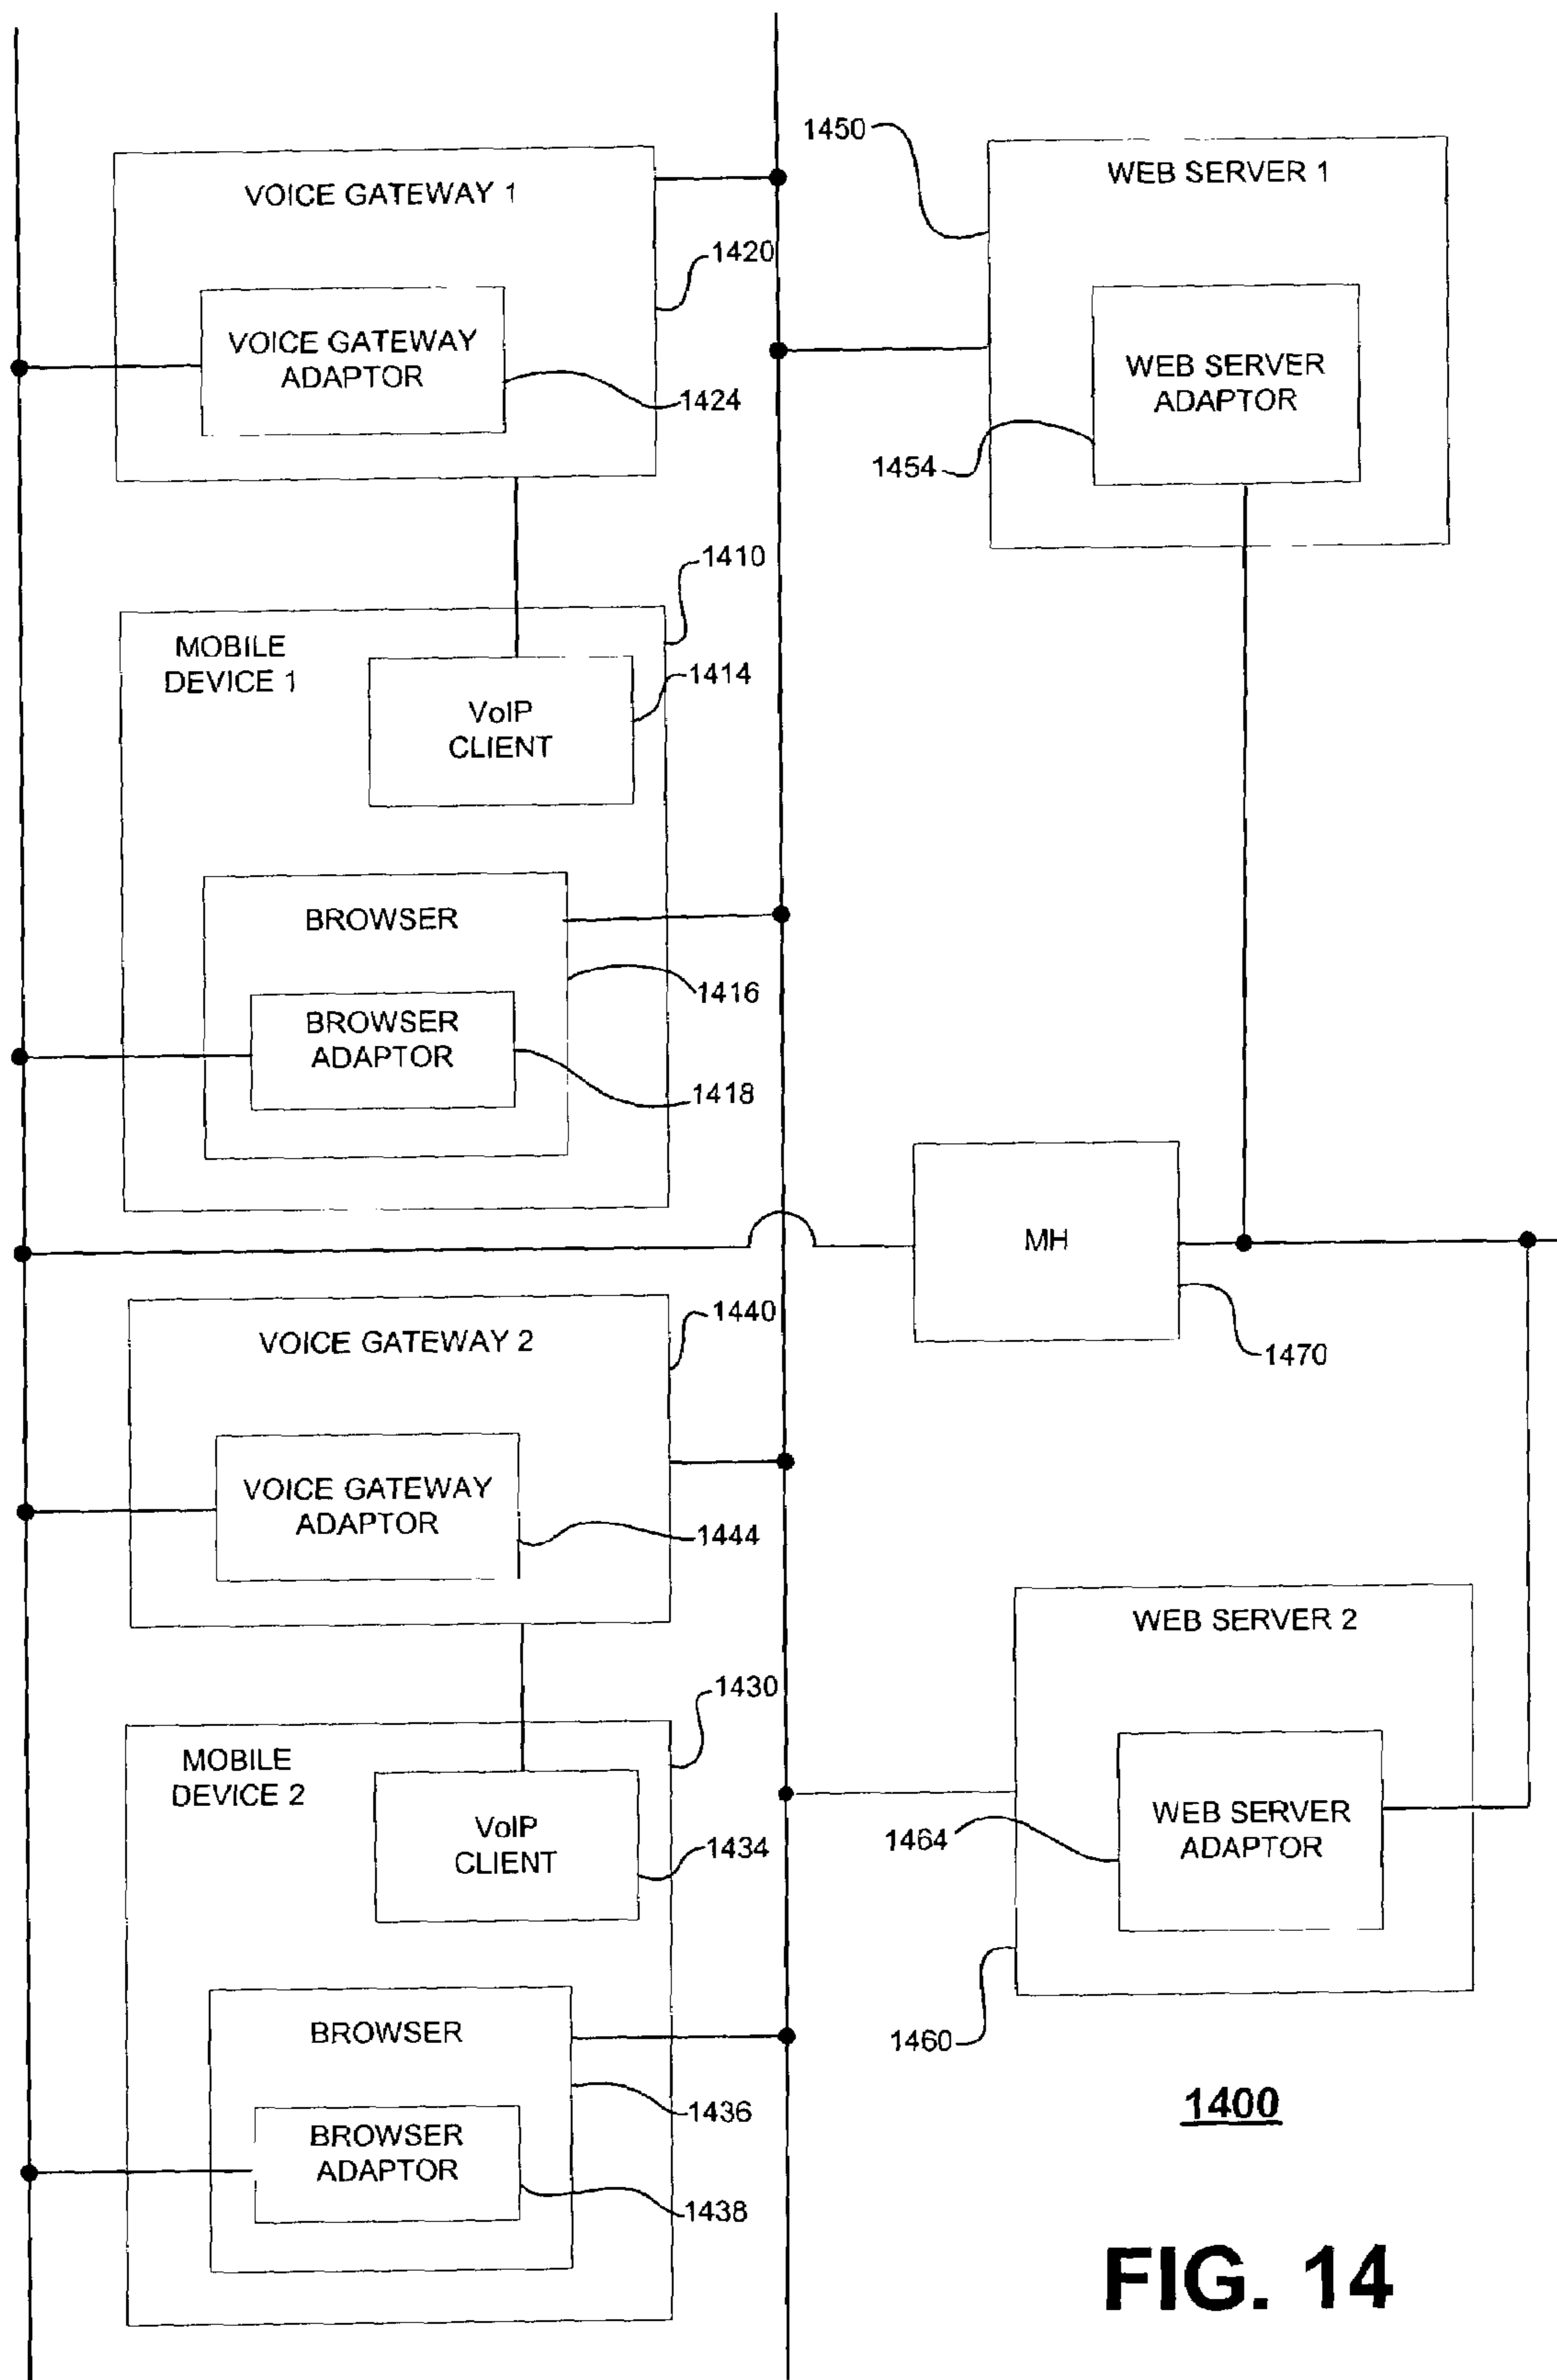 1450
WEB SERVER 1
VOICE GATEWAY 1
1420
VOICE GATEWAY
ADAPTOR
1424
WEB SERVER
ADAPTOR
1454
1410
MOBILE
DEVICE 1
1414
VoIP
CLIENT
BROWSER
1416
BROWSER
ADAPTOR
1418
MH
1470
1440
VOICE GATEWAY 2
VOICE GATEWAY
ADAPTOR
1444
WEB SERVER 2
1430
MOBILE
DEVICE 2
VoIP
CLIENT
1434
1464
WEB SERVER
ADAPTOR
1460
BROWSER
1436
BROWSER
ADAPTOR
1438
1400
FIG. 14